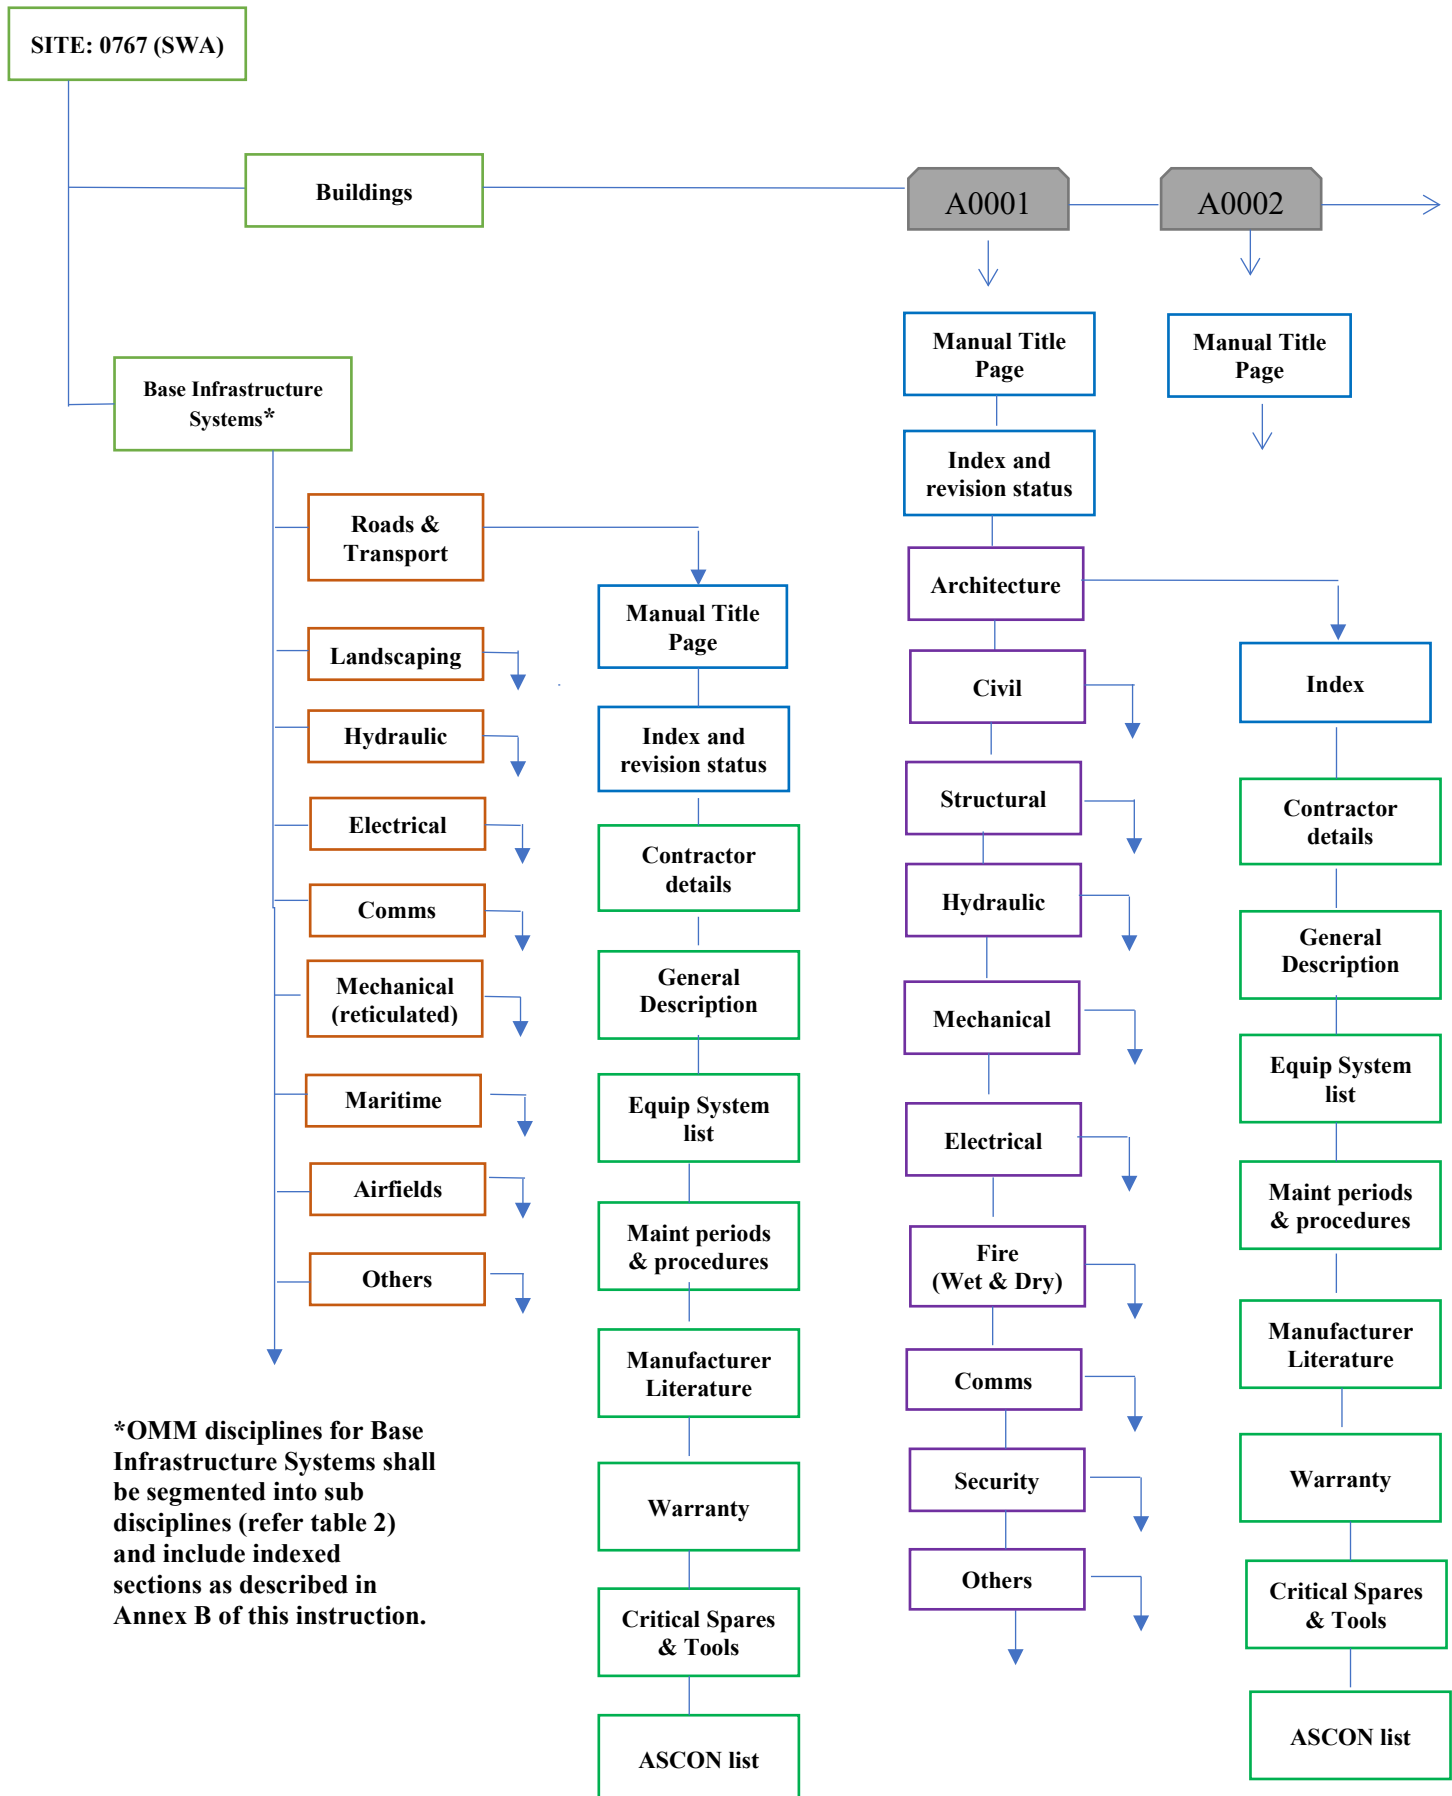 SITE: 0767 (SWA)
Buildings
A0001
A0002
Base Infrastructure
Systems*
Roads &
Transport
Landscaping
Hydraulic
Electrical
Comms
Mechanical
(reticulated)
Maritime
Airfields
Others
*OMM disciplines for Base
Infrastructure Systems shall
be segmented into sub
disciplines (refer table 2)
and include indexed
sections as described in
Annex B of this instruction.
Manual Title
Page
Index and
revision status
Contractor
details
General
Description
Equip System
list
Maint periods
& procedures
Manufacturer
Literature
Warranty
Critical Spares
& Tools
ASCON list
Manual Title
Page
Index and
revision status
Architecture
Civil
Structural
Hydraulic
Mechanical
Electrical
Fire
(Wet & Dry)
Comms
Security
Others
Manual Title
Page
Index
Contractor
details
General
Description
Equip System
list
Maint periods
& procedures
Manufacturer
Literature
Warranty
Critical Spares
& Tools
ASCON list